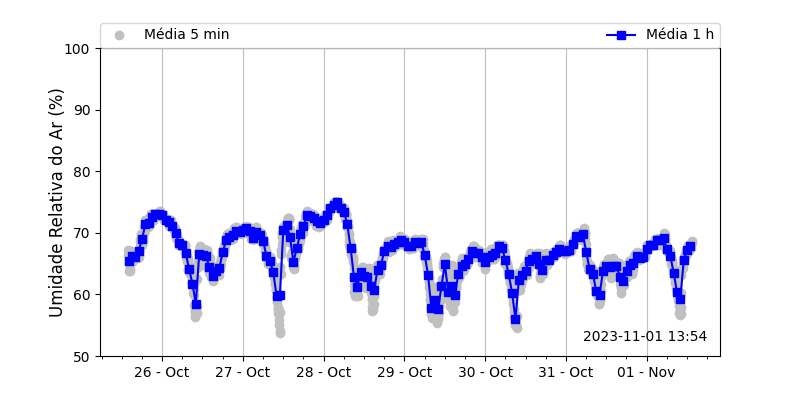 Média 5 min
Média 1 h
Umidade Relativa do Ar (%)
100
90
80
70
60
50
2023-11-01 13:54
26 - Oct
27 - Oct
28 - Oct
29 - Oct
30 - Oct
31 - Oct
01 - Nov